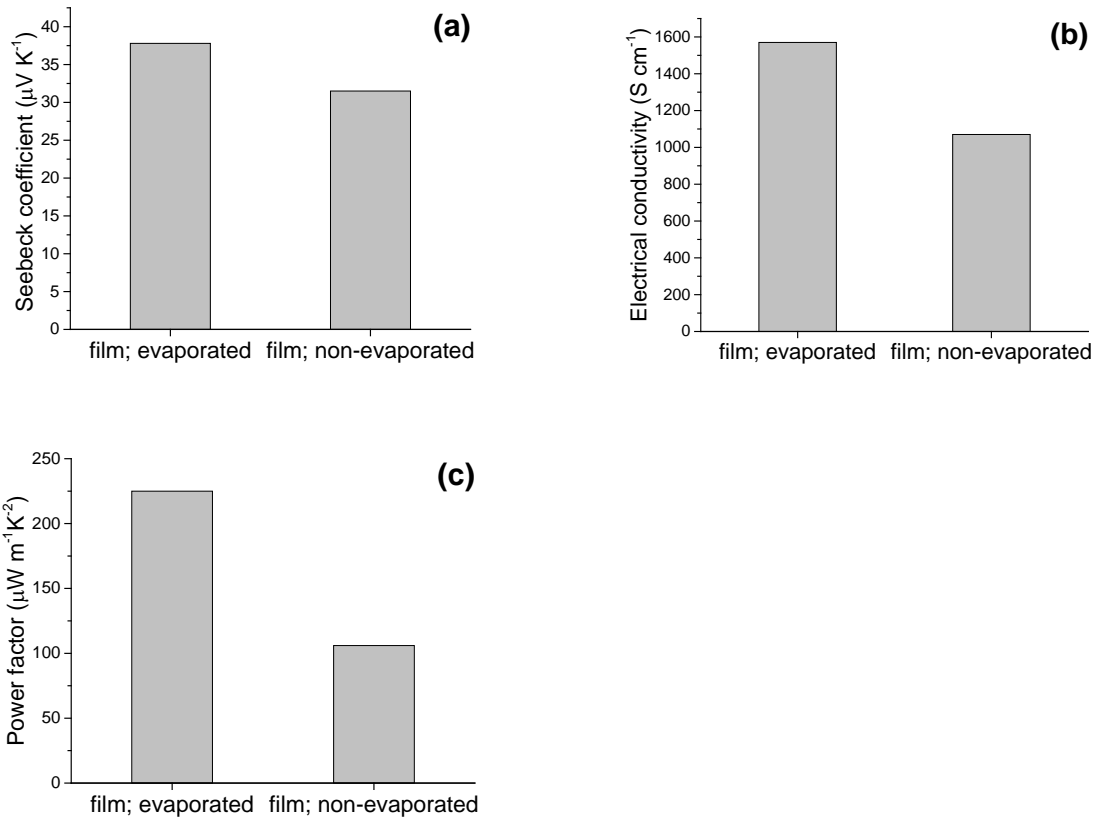 (a)
Seebeck coefficient (μV K⁻¹)
40
35
30
25
20
15
10
5
0
film; evaporated film; non-evaporated
(b)
Electrical conductivity (S cm⁻¹)
1600
1400
1200
1000
800
600
400
200
0
film; evaporated film; non-evaporated
(c)
Power factor (μW m⁻¹K⁻²)
250
200
150
100
50
0
film; evaporated film; non-evaporated